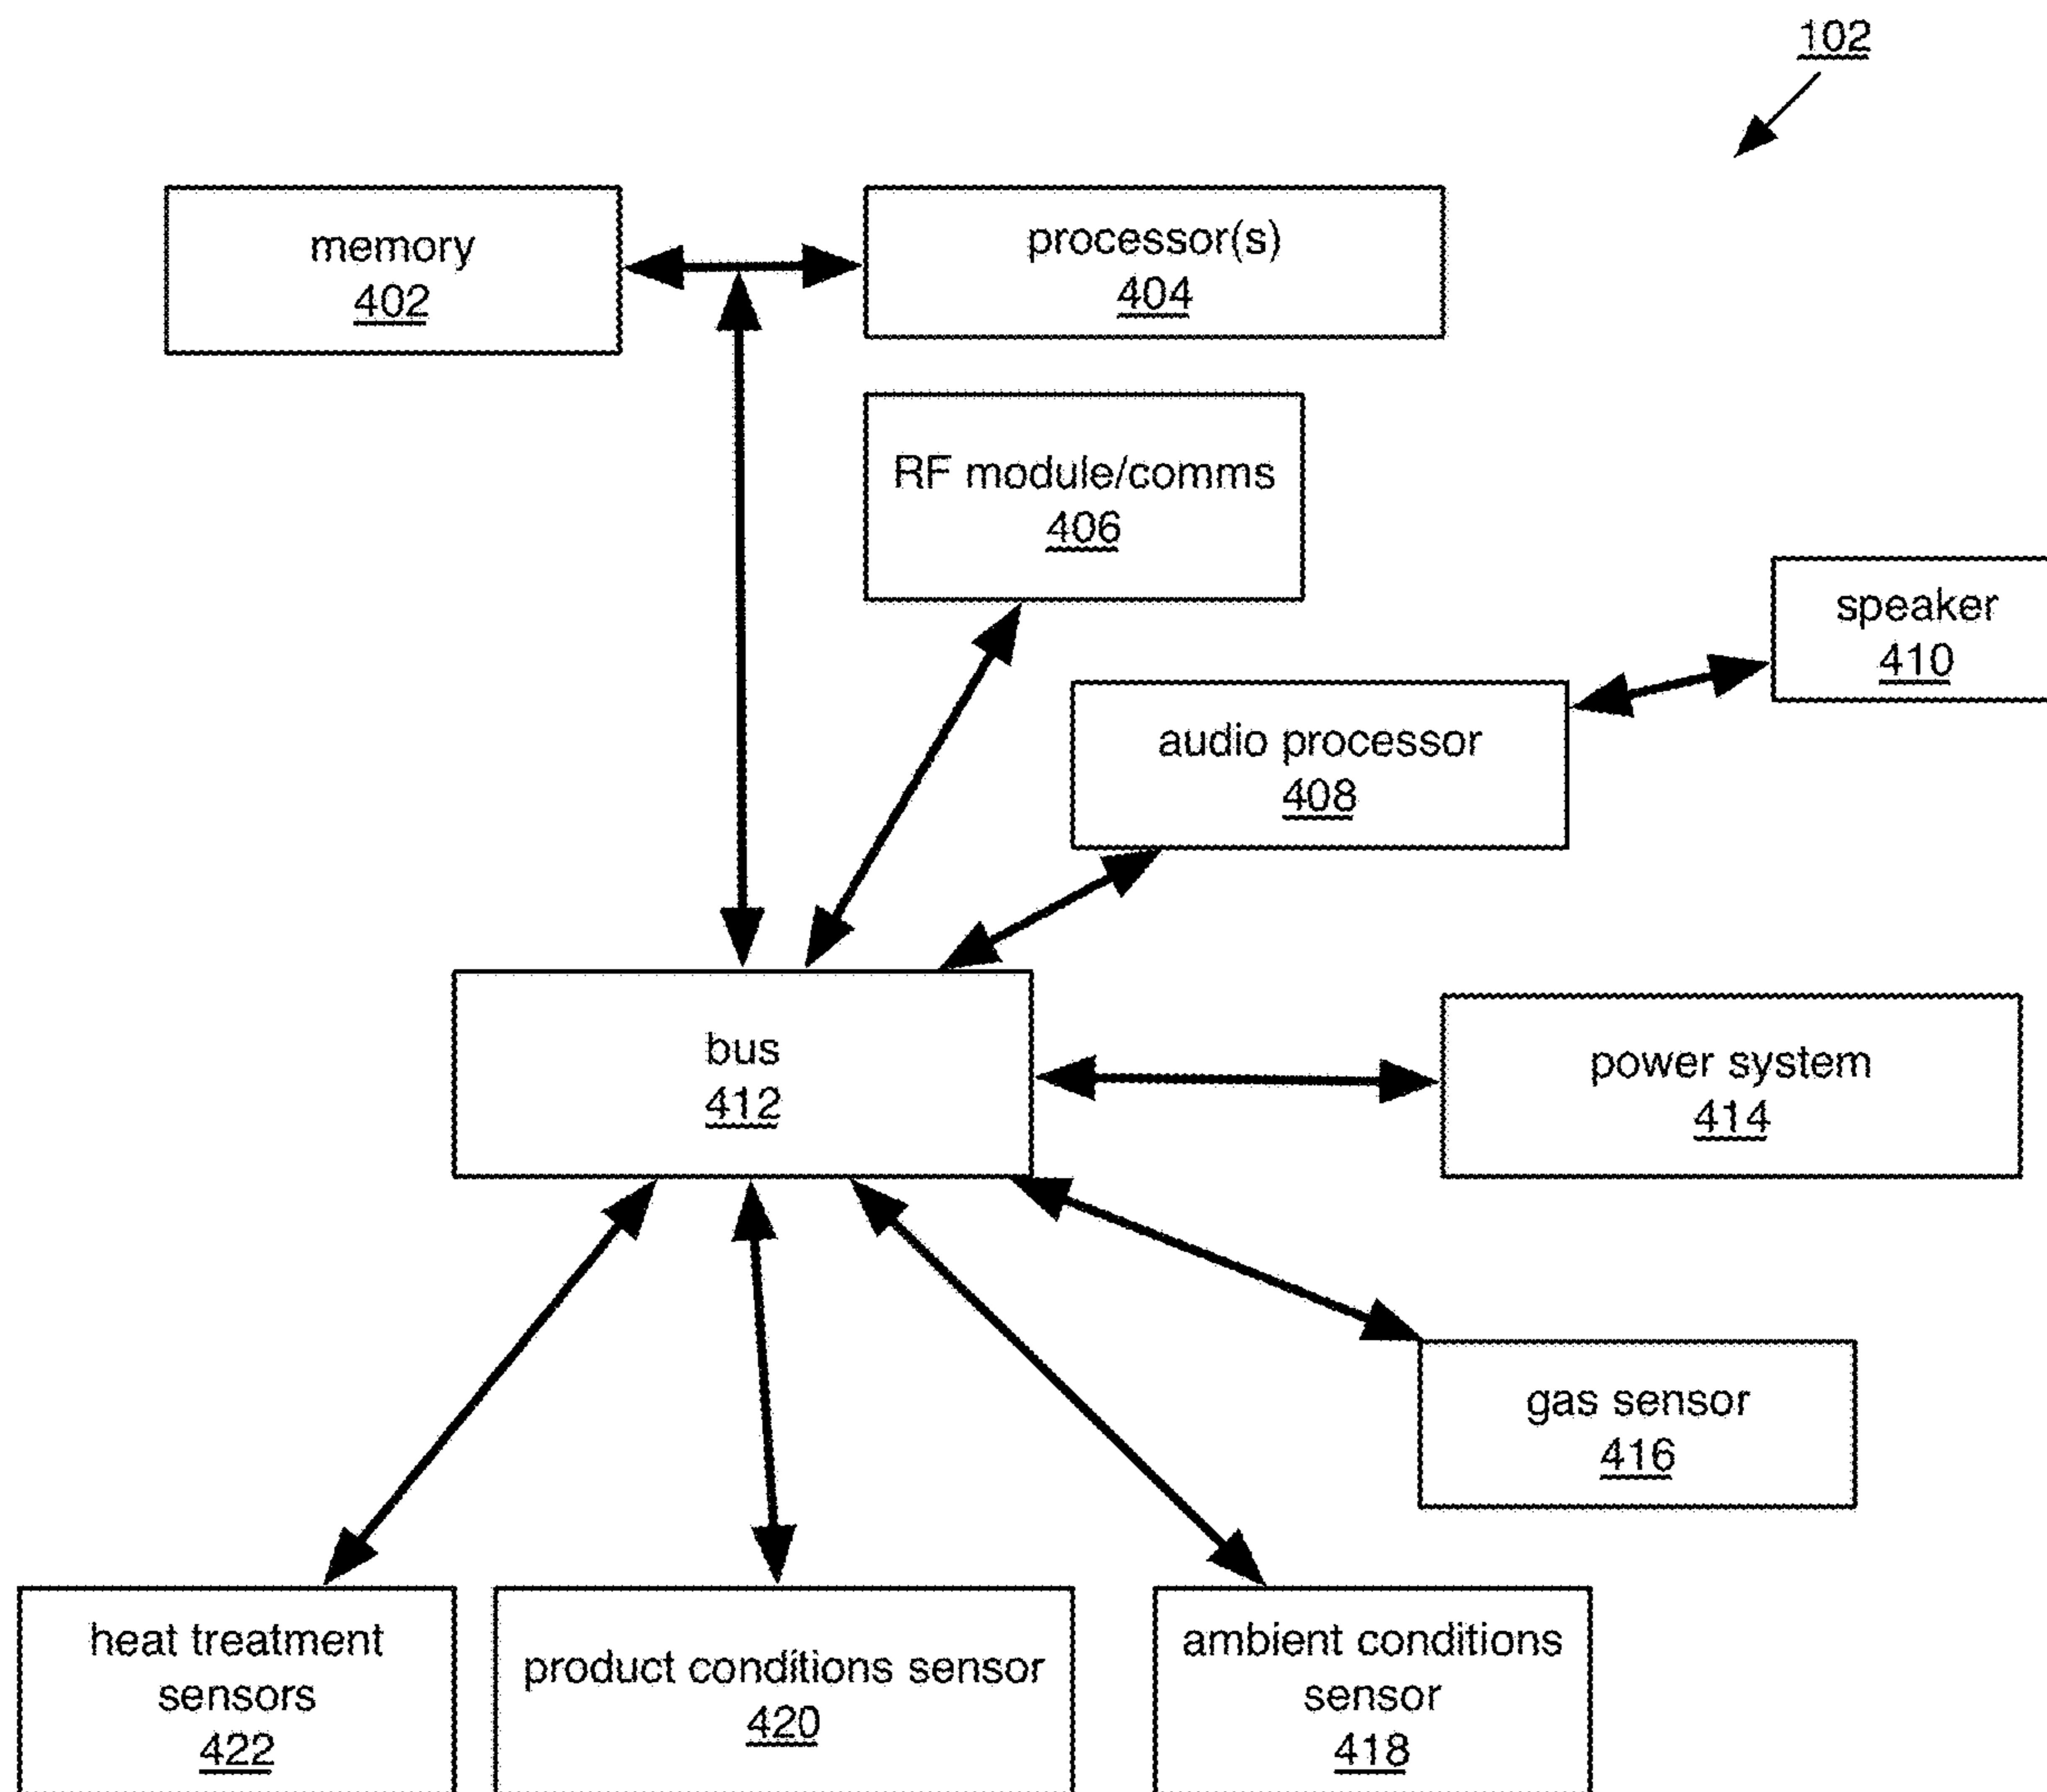 102
memory
402
processor(s)
404
RF module/comms
406
speaker
410
audio processor
408
bus
412
power system
414
gas sensor
416
heat treatment
sensors
422
product conditions sensor
420
ambient conditions
sensor
418